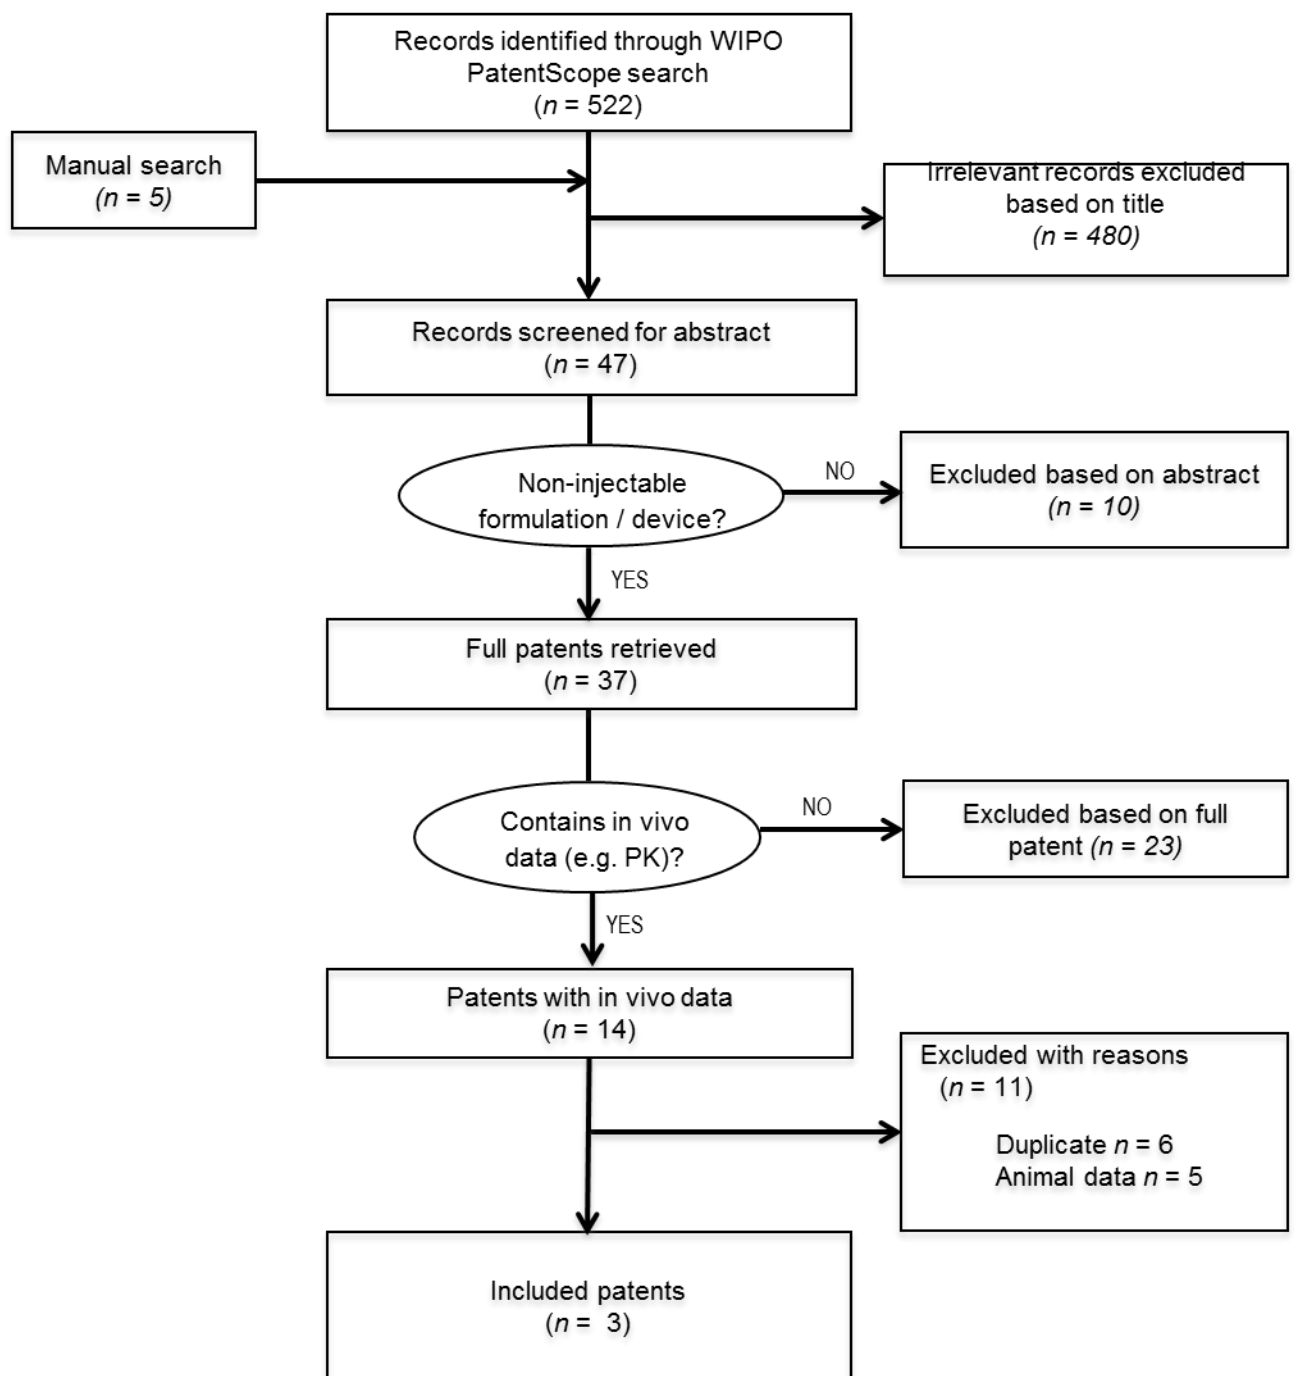 Records identified through WIPO
PatentScope search
(n = 522)
Manual search
(n = 5)
Irrelevant records excluded
based on title
(n = 480)
Records screened for abstract
(n = 47)
Non-injectable
formulation / device?
NO
Excluded based on abstract
(n = 10)
YES
Full patents retrieved
(n = 37)
Contains in vivo
data (e.g. PK)?
NO
Excluded based on full
patent (n = 23)
YES
Patents with in vivo data
(n = 14)
Excluded with reasons
(n = 11)
Duplicate n = 6
Animal data n = 5
Included patents
(n = 3)